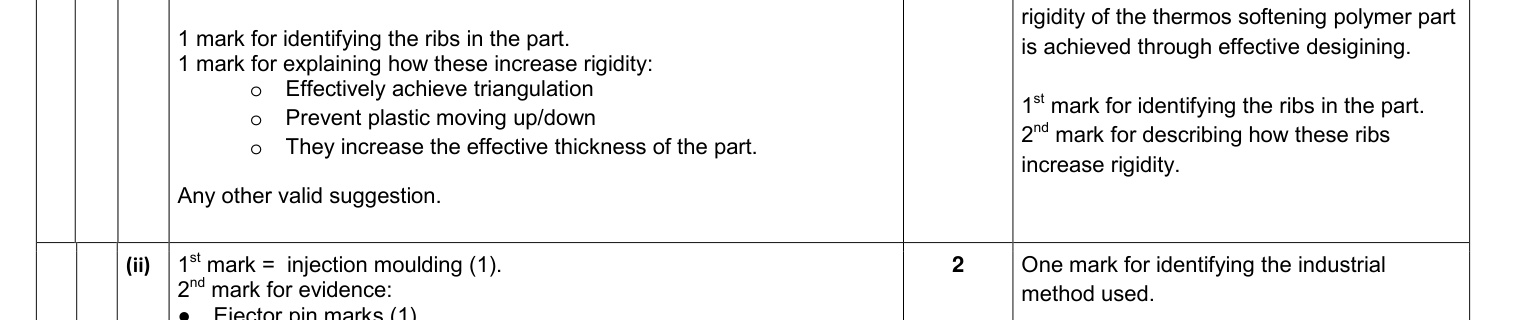 1 mark for identifying the ribs in the part.
1 mark for explaining how these increase rigidity:
o Effectively achieve triangulation
o Prevent plastic moving up/down
o They increase the effective thickness of the part.
Any other valid suggestion.
rigidity of the thermos softening polymer part
is achieved through effective desigining.
1st mark for identifying the ribs in the part.
2nd mark for describing how these ribs
increase rigidity.
(ii)
1st mark = injection moulding (1).
2nd mark for evidence:
• Ejector pin marks (1)
2
One mark for identifying the industrial
method used.